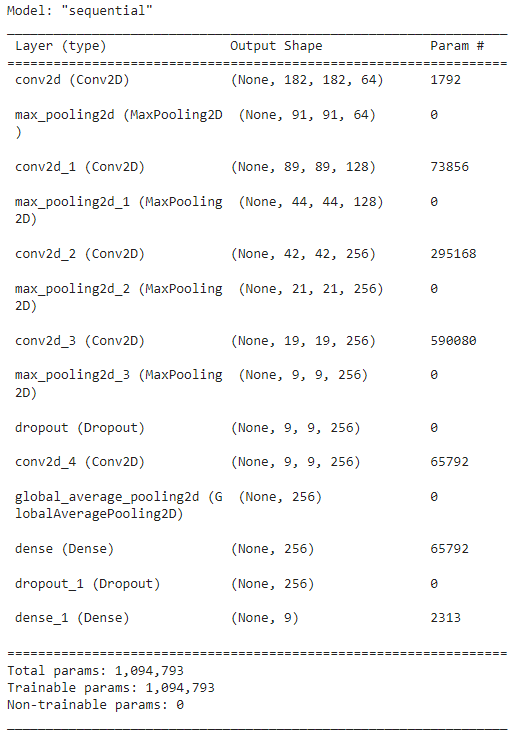 Model: "sequential"
_________________________________________________________________
Layer (type) Output Shape Param #
=================================================================
conv2d (Conv2D) (None, 182, 182, 64) 1792
max_pooling2d (MaxPooling2D (None, 91, 91, 64) 0
)
conv2d_1 (Conv2D) (None, 89, 89, 128) 73856
max_pooling2d_1 (MaxPooling (None, 44, 44, 128) 0
2D)
conv2d_2 (Conv2D) (None, 42, 42, 256) 295168
max_pooling2d_2 (MaxPooling (None, 21, 21, 256) 0
2D)
conv2d_3 (Conv2D) (None, 19, 19, 256) 590080
max_pooling2d_3 (MaxPooling (None, 9, 9, 256) 0
2D)
dropout (Dropout) (None, 9, 9, 256) 0
conv2d_4 (Conv2D) (None, 9, 9, 256) 65792
global_average_pooling2d (G (None, 256) 0
lobalAveragePooling2D)
dense (Dense) (None, 256) 65792
dropout_1 (Dropout) (None, 256) 0
dense_1 (Dense) (None, 9) 2313
=================================================================
Total params: 1,094,793
Trainable params: 1,094,793
Non-trainable params: 0
_________________________________________________________________